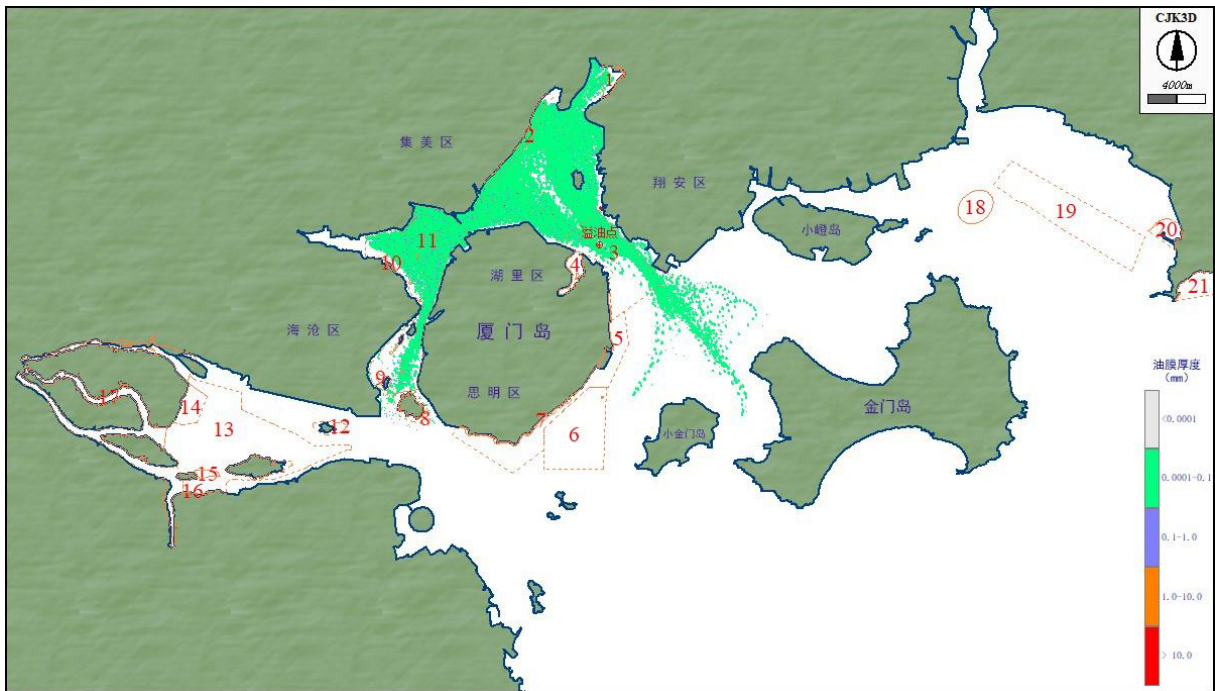 CJK3D
4000m
1
2
集 美 区
翔 安 区
18
19
20
21
溢油点
3
小嶝岛
11
10
4
湖 里 区
海 沧 区
厦 门 岛
5
油膜厚度
(mm)
<0.0001
0.0001-0.1
0.1-1.0
1.0-10.0
> 10.0
9
思 明 区
17
14
8
7
金门岛
13
12
6
小金门岛
15
16